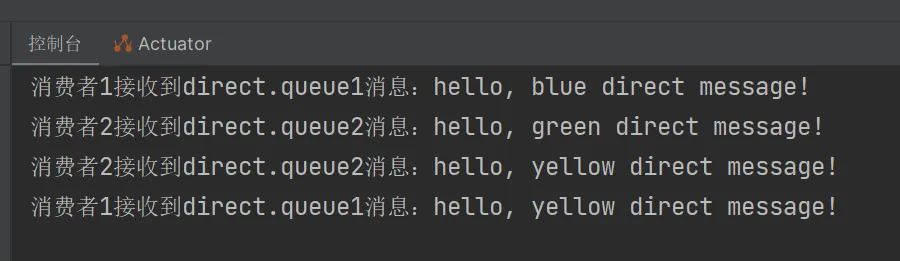 控制台 Actuator
消费者1接收到direct.queue1消息：hello, blue direct message!
消费者2接收到direct.queue2消息：hello, green direct message!
消费者2接收到direct.queue2消息：hello, yellow direct message!
消费者1接收到direct.queue1消息：hello, yellow direct message!